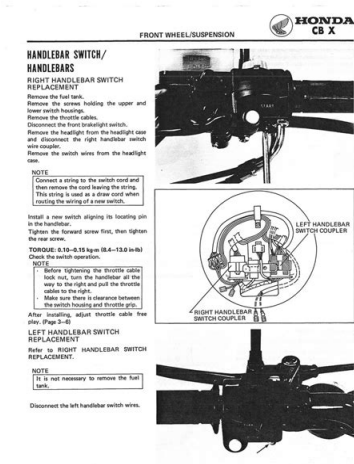 HONDA
CB X
FRONT WHEEL/SUSPENSION
HANDLEBAR SWITCH/
HANDLEBARS
RIGHT HANDLEBAR SWITCH
REPLACEMENT
Remove the fuel tank.
Remove the screws holding the upper and
lower switch housings.
Remove the throttle cables.
Disconnect the front brakelight switch.
Remove the headlight from the headlight case
and disconnect the right handlebar switch
wire coupler.
Remove the switch wires from the headlight
case.
NOTE
Connect a string to the switch cord and
then remove the cord leaving the string.
This string is used as a draw cord when
routing the wiring of a new switch.
Install a new switch aligning its locating pin
in the handlebar.
Tighten the forward screw first, then tighten
the rear screw.
TORQUE: 0.10–0.15 kg-m (8.4–13.0 in-lb)
Check the switch operation.
NOTE
- Before tightening the throttle cable
lock nut, turn the handlebar all the
way to the right and pull the throttle
cables to the right.
- Make sure there is clearance between
the switch housing and throttle grip.
After installing, adjust throttle cable free
play. (Page 3–6)
LEFT HANDLEBAR SWITCH
REPLACEMENT
Refer to RIGHT HANDLEBAR SWITCH
REPLACEMENT.
NOTE
It is not necessary to remove the fuel
tank.
Disconnect the left handlebar switch wires.
START
LEFT HANDLEBAR
SWITCH COUPLER
RIGHT HANDLEBAR
SWITCH COUPLER